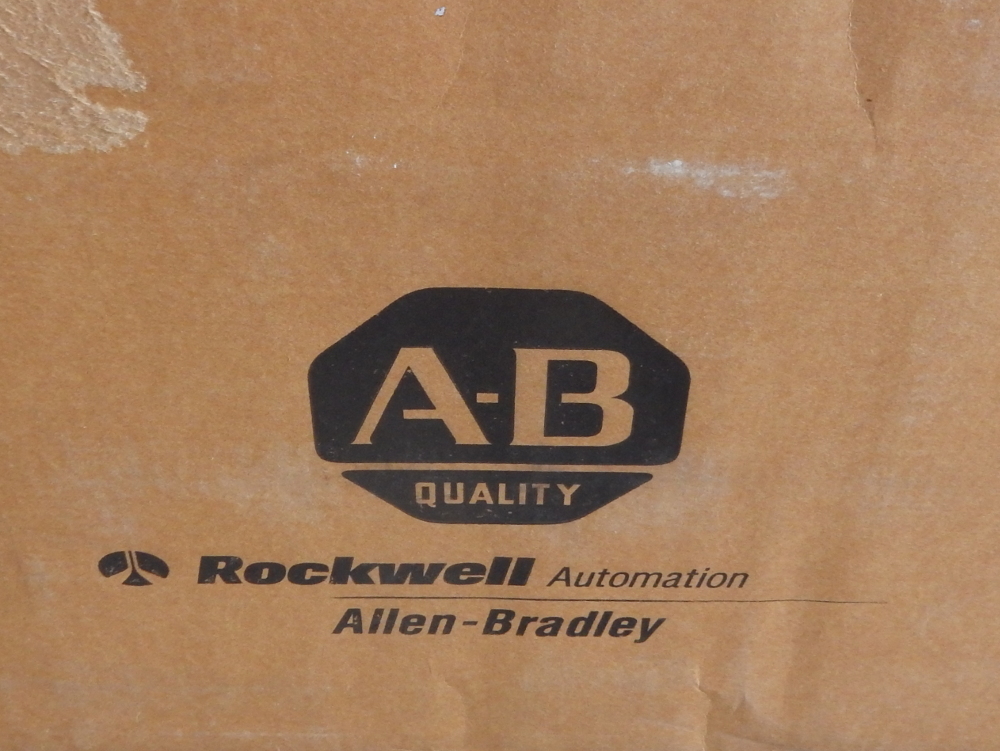 A-B
QUALITY
Rockwell Automation
Allen-Bradley